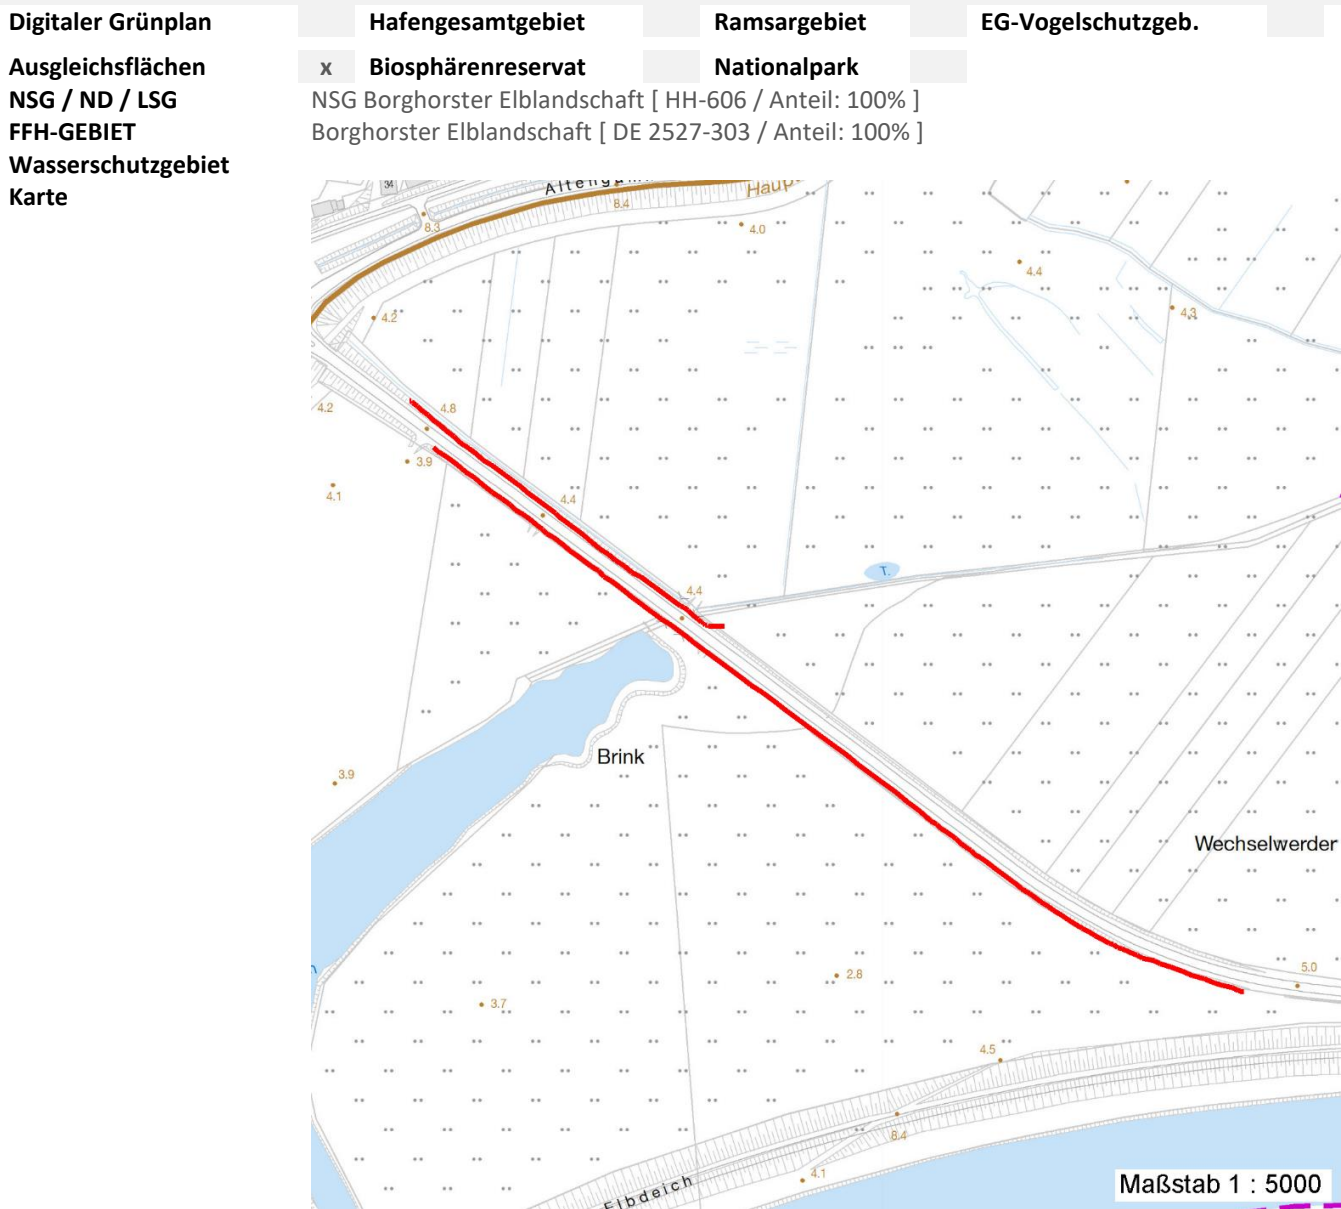 Digitaler Grünplan Hafengesamtgebiet Ramsargebiet EG-Vogelschutzgeb.
Ausgleichsflächen x Biosphärenreservat Nationalpark
NSG / ND / LSG NSG Borghorster Elblandschaft [ HH-606 / Anteil: 100% ]
FFH-GEBIET Borghorster Elblandschaft [ DE 2527-303 / Anteil: 100% ]
Wasserschutzgebiet
Karte
34
Haup
8.4
8.3
4.0
4.4
4.2
4.3
4.2
4.8
3.9
4.1
4.4
T.
4.4
Brink
3.9
Wechselwerder
5.0
2.8
3.7
4.5
8.4
4.1
Elbdeich
Maßstab 1 : 5000